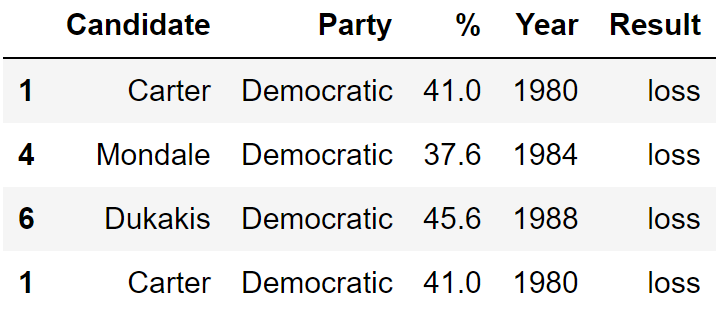 Candidate Party % Year Result
1 Carter Democratic 41.0 1980 loss
4 Mondale Democratic 37.6 1984 loss
6 Dukakis Democratic 45.6 1988 loss
1 Carter Democratic 41.0 1980 loss